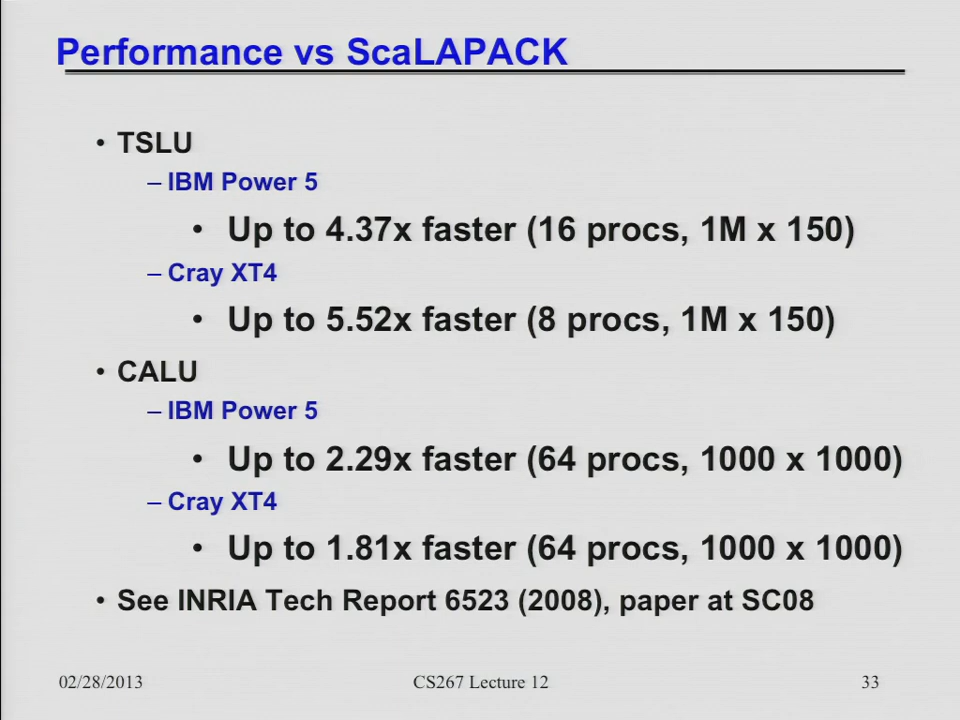 Performance vs ScaLAPACK
• TSLU
– IBM Power 5
• Up to 4.37x faster (16 procs, 1M x 150)
– Cray XT4
• Up to 5.52x faster (8 procs, 1M x 150)
• CALU
– IBM Power 5
• Up to 2.29x faster (64 procs, 1000 x 1000)
– Cray XT4
• Up to 1.81x faster (64 procs, 1000 x 1000)
• See INRIA Tech Report 6523 (2008), paper at SC08
02/28/2013 CS267 Lecture 12 33